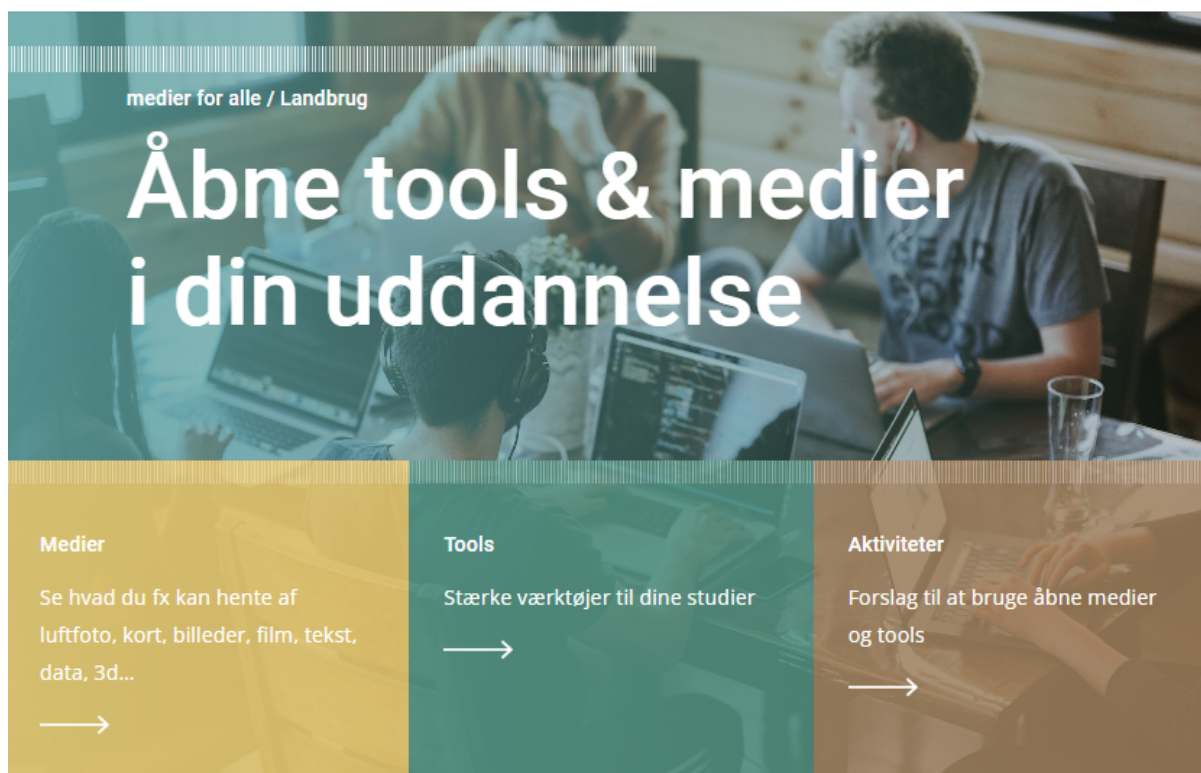 medier for alle / Landbrug
Åbne tools & medier
i din uddannelse
Medier
Se hvad du fx kan hente af
luftfoto, kort, billeder, film, tekst,
data, 3d...
Tools
Stærke værktøjer til dine studier
Aktiviteter
Forslag til at bruge åbne medier
og tools